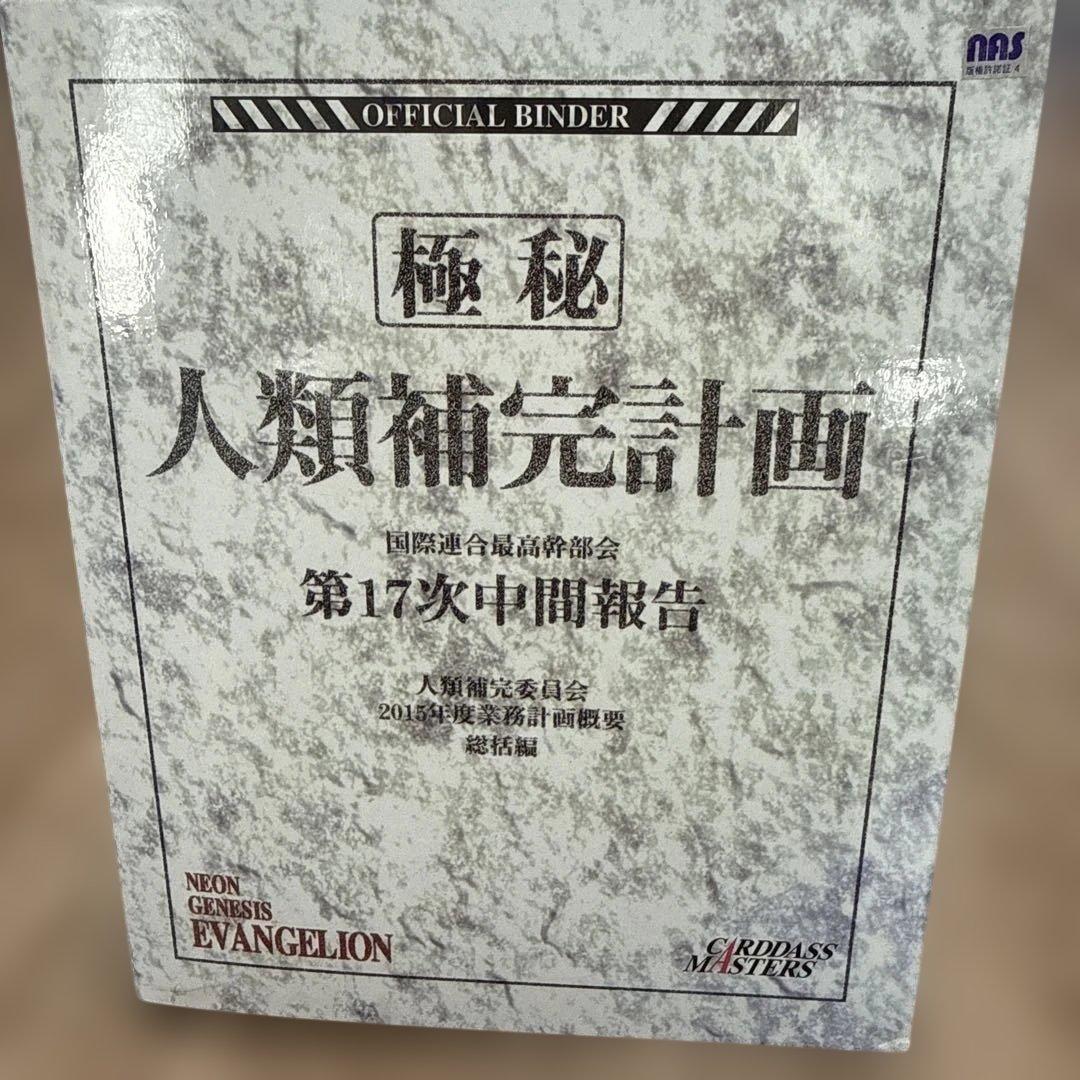 nas
版権許諾証 4
OFFICIAL BINDER
極秘
人類補完計画
国際連合最高幹部会
第17次中間報告
人類補完委員会
2015年度業務計画概要
総括編
NEON
GENESIS
EVANGELION
CARDDASS
MASTERS